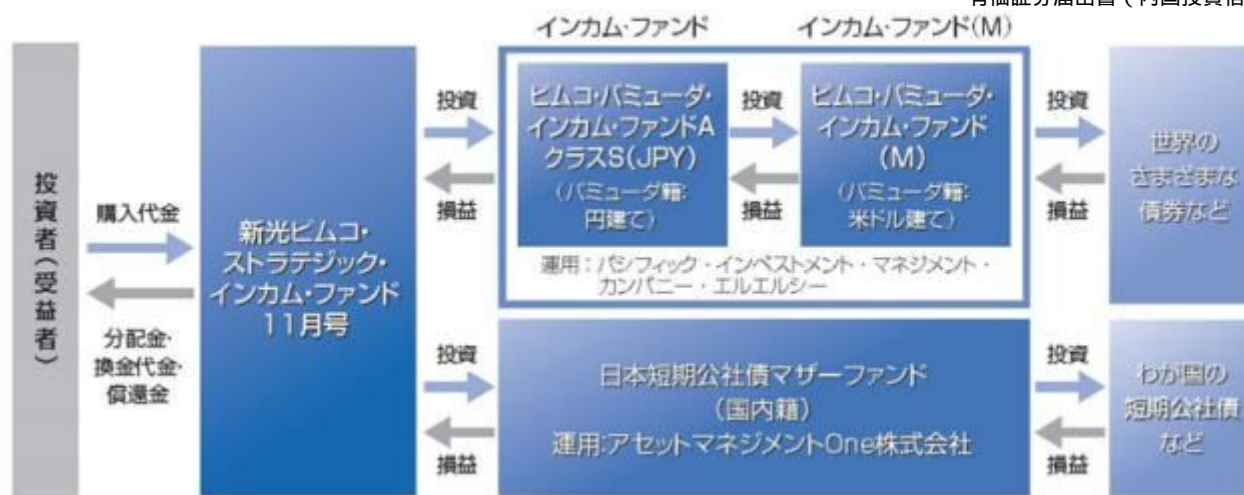 インカム・ファンド
インカム・ファンド(M)
投資者(受益者)
購入代金
分配金・
換金代金・
償還金
新光ピムコ・
ストラテジック・
インカム・ファンド
11月号
投資
損益
ピムコ・バミューダ・
インカム・ファンドA
クラスS(JPY)
(バミューダ籍:
円建て)
投資
損益
ピムコ・バミューダ・
インカム・ファンド
(M)
(バミューダ籍:
米ドル建て)
運用:パシフィック・インベストメント・マネジメント・
カンパニー・エルエルシー
投資
損益
世界の
さまざまな
債券など
投資
損益
日本短期公社債マザーファンド
(国内籍)
運用:アセットマネジメントOne株式会社
投資
損益
わが国の
短期公社債
など